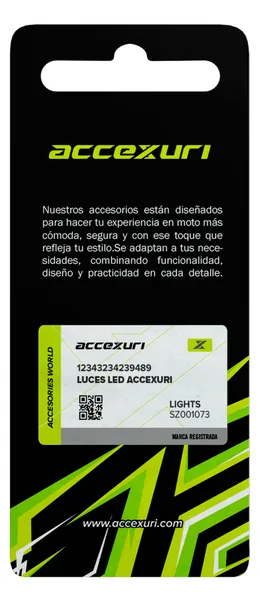 accexuri
Nuestros accesorios están diseñados
para hacer tu experiencia en moto más
cómoda, segura y con ese toque que
refleja tu estilo.Se adaptan a tus nece-
sidades, combinando funcionalidad,
diseño y practicidad en cada detalle.
ACCESORIES WORLD
accexuri
12343234239489
LUCES LED ACCEXURI
LIGHTS
SZ001073
MARCA REGISTRADA
www.accexuri.com